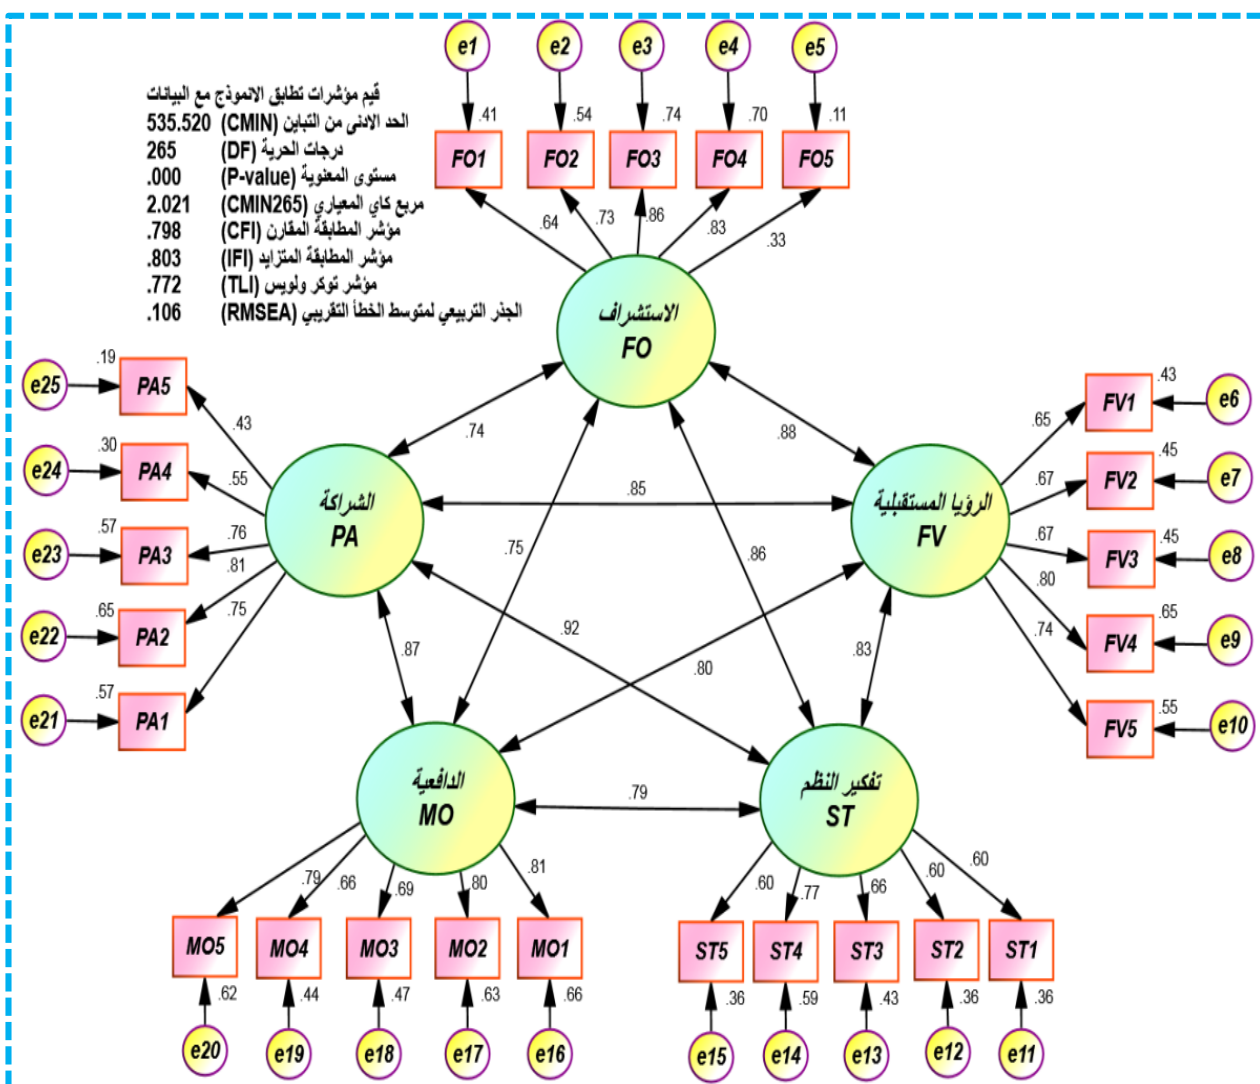 e1 e2 e3 e4 e5
.41 .54 .74 .70 .11
FO1 FO2 FO3 FO4 FO5
.64 .73 .86 .83 .33
قيم مؤشرات تطابق الانموذج مع البيانات
الحد الادنى من التباين (CMIN) 535.520
درجات الحرية (DF) 265
مستوى المعنوية (P-value) .000
مربع كاي المعياري (CMIN265) 2.021
مؤشر المطابقة المقارن (CFI) .798
مؤشر المطابقة المتزايد (IFI) .803
مؤشر توكر ولويس (TLI) .772
الجذر التربيعي لمتوسط الخطأ التقريبي (RMSEA) .106
الاستشراف
FO
e25 .19 PA5 .43
e24 .30 PA4 .55
e23 .57 PA3 .76
e22 .65 PA2 .81
e21 .57 PA1 .75
الشراكة
PA
.74 .88
.85
.75 .86
.92
.87 .80 .83
.79
الرؤيا المستقبلية
FV
.65 FV1 .43 e6
.67 FV2 .45 e7
.67 FV3 .45 e8
.80 FV4 .65 e9
.74 FV5 .55 e10
الدافعية
MO
.79 .66 .69 .80 .81
MO5 MO4 MO3 MO2 MO1
.62 .44 .47 .63 .66
e20 e19 e18 e17 e16
تفكير النظم
ST
.60 .77 .66 .60 .60
ST5 ST4 ST3 ST2 ST1
.36 .59 .43 .36 .36
e15 e14 e13 e12 e11